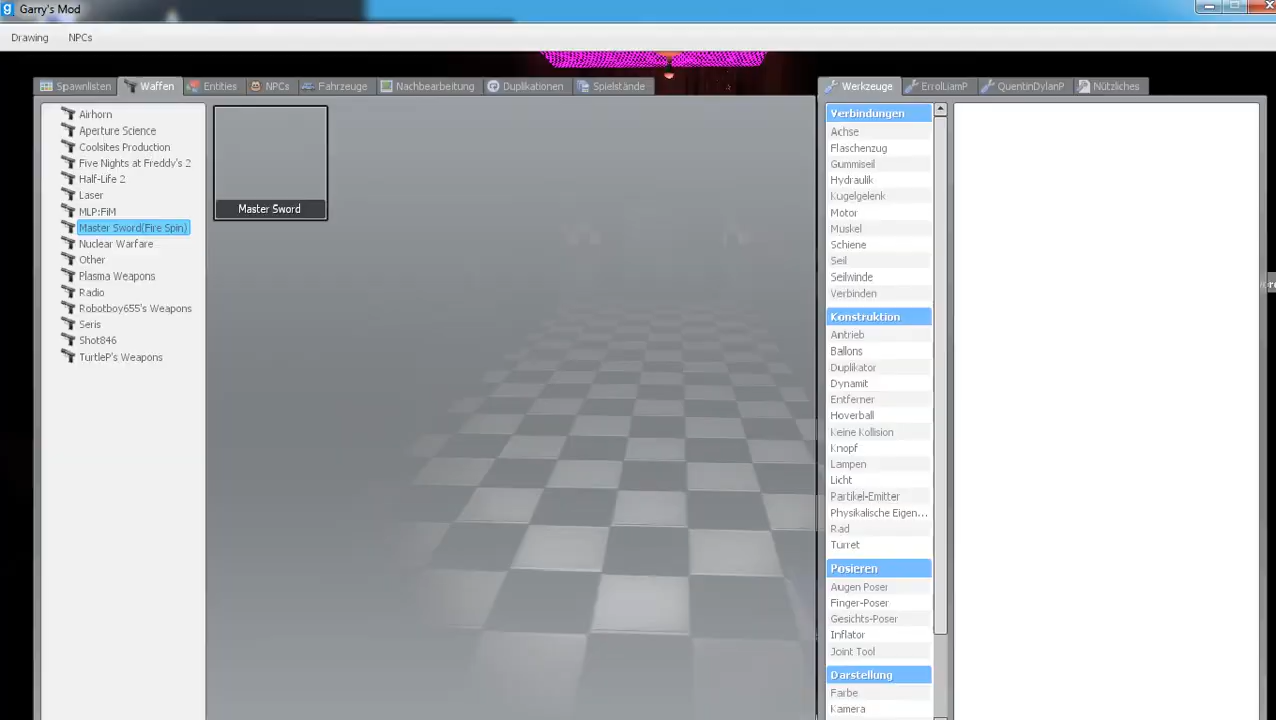 Garry's Mod
Drawing NPCs
Spawnlisten Waffen Entities NPCs Fahrzeuge Nachbearbeitung Duplikationen Spielstände
Werkzeuge ErrolLiamP QuentinDylanP Nützliches
Airhorn
Aperture Science
Coolsites Production
Five Nights at Freddy's 2
Half-Life 2
Laser
MLP:FiM
Master Sword(Fire Spin)
Nuclear Warfare
Other
Plasma Weapons
Radio
Robotboy655's Weapons
Seris
Shot846
TurtleP's Weapons
Master Sword
Verbindungen
Achse
Flaschenzug
Gummiseil
Hydraulik
Kugelgelenk
Motor
Muskel
Schiene
Seil
Seilwinde
Verbinden
Konstruktion
Antrieb
Ballons
Duplikator
Dynamit
Entferner
Hoverball
Keine Kollision
Knopf
Lampen
Licht
Partikel-Emitter
Physikalische Eigen...
Rad
Turret
Posieren
Augen Poser
Finger-Poser
Gesichts-Poser
Inflator
Joint Tool
Darstellung
Farbe
Kamera